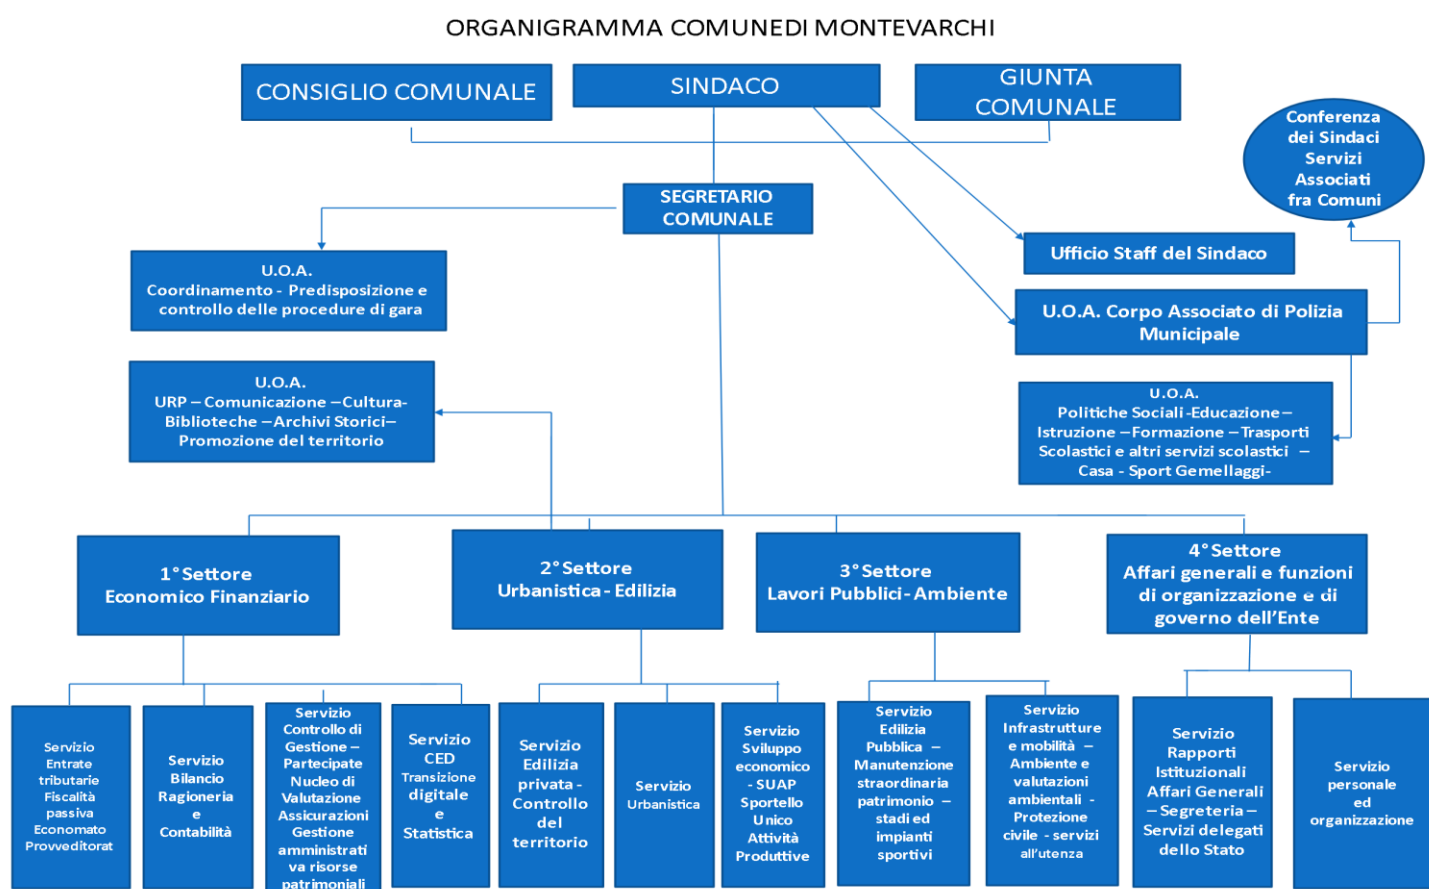 ORGANIGRAMMA COMUNEDI MONTEVARCHI
CONSIGLIO COMUNALE
SINDACO
GIUNTA
COMUNALE
Conferenza
dei Sindaci
Servizi
Associati
fra Comuni
SEGRETARIO
COMUNALE
Ufficio Staff del Sindaco
U.O.A.
Coordinamento - Predisposizione e
controllo delle procedure di gara
U.O.A. Corpo Associato di Polizia
Municipale
U.O.A.
URP – Comunicazione –Cultura-
Biblioteche –Archivi Storici–
Promozione del territorio
U.O.A.
Politiche Sociali -Educazione –
Istruzione –Formazione –Trasporti
Scolastici e altri servizi scolastici –
Casa - Sport Gemellaggi-
1° Settore
Economico Finanziario
2° Settore
Urbanistica - Edilizia
3° Settore
Lavori Pubblici - Ambiente
4° Settore
Affari generali e funzioni
di organizzazione e di
governo dell’Ente
Servizio
Entrate
tributarie
Fiscalità
passiva
Economato
Provveditorat
Servizio
Bilancio
Ragioneria
e
Contabilità
Servizio
Controllo di
Gestione –
Partecipate
Nucleo di
Valutazione
Assicurazioni
Gestione
amministrati
va risorse
patrimoniali
Servizio
CED
Transizione
digitale
e
Statistica
Servizio
Edilizia
privata -
Controllo
del
territorio
Servizio
Urbanistica
Servizio
Sviluppo
economico
- SUAP
Sportello
Unico
Attività
Produttive
Servizio
Edilizia
Pubblica –
Manutenzione
straordinaria
patrimonio –
stadi ed
impianti
sportivi
Servizio
Infrastrutture
e mobilità –
Ambiente e
valutazioni
ambientali -
Protezione
civile - servizi
all’utenza
Servizio
Rapporti
Istituzionali
Affari Generali
– Segreteria –
Servizi delegati
dello Stato
Servizio
personale
ed
organizzazione